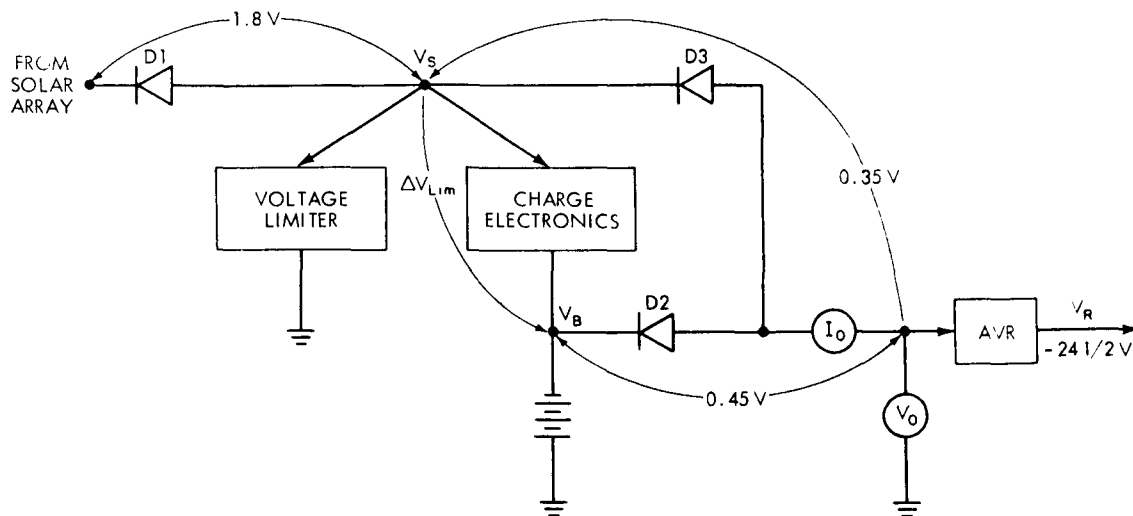 1.8 V
FROM
SOLAR
ARRAY
D1
VS
D3
VOLTAGE
LIMITER
ΔVLim
CHARGE
ELECTRONICS
0.35 V
VB
D2
I0
AVR
VR
-24 1/2 V
0.45 V
V0